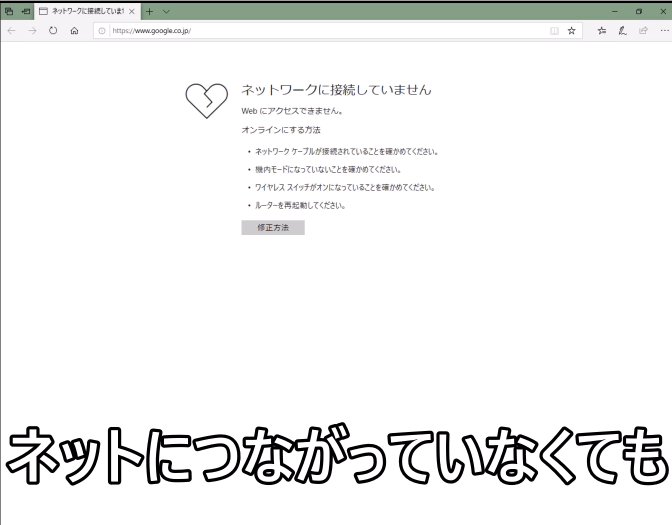 ネットワークに接続していま!
https://www.google.co.jp/
ネットワークに接続していません
Web にアクセスできません。
オンラインにする方法
• ネットワーク ケーブルが接続されていることを確かめてください。
• 機内モードになっていないことを確かめてください。
• ワイヤレス スイッチがオンになっていることを確かめてください。
• ルーターを再起動してください。
修正方法
ネットにつながっていなくても